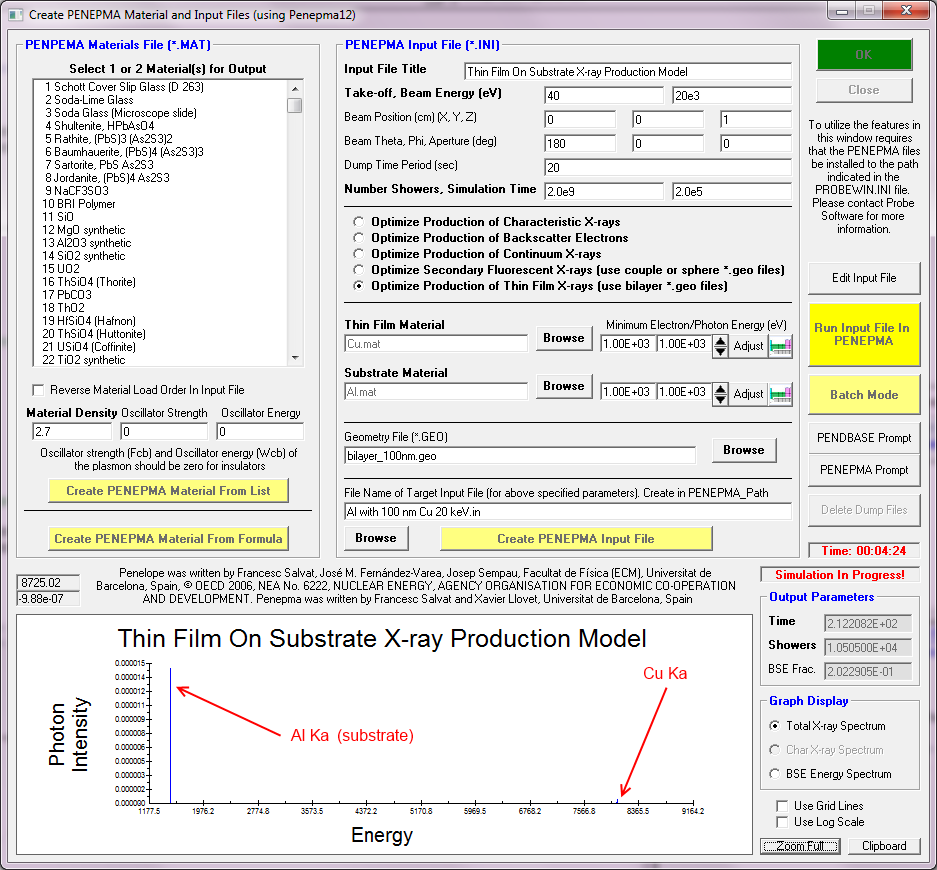 Create PENEPMA Material and Input Files (using Penepma12)
PENPEMA Materials File (*.MAT)
Select 1 or 2 Material(s) for Output
1 Schott Cover Slip Glass (D 263)
2 Soda-Lime Glass
3 Soda Glass (Microscope slide)
4 Shultenite, HPbAsO4
5 Rathite, (PbS)3 (As2S3)2
6 Baumhauerite, (PbS)4 (As2S3)3
7 Sartorite, PbS As2S3
8 Jordanite, (PbS)4 As2S3
9 NaCF3SO3
10 BRI Polymer
11 SiO
12 MgO synthetic
13 Al2O3 synthetic
14 SiO2 synthetic
15 UO2
16 ThSiO4 (Thorite)
17 PbCO3
18 ThO2
19 HfSiO4 (Hafnon)
20 ThSiO4 (Huttonite)
21 USiO4 (Coffinite)
22 TiO2 synthetic
Reverse Material Load Order In Input File
Material Density Oscillator Strength Oscillator Energy
2.7 0 0
Oscillator strength (Fcb) and Oscillator energy (Wcb) of
the plasmon should be zero for insulators
Create PENEPMA Material From List
Create PENEPMA Material From Formula
PENEPMA Input File (*.INI)
Input File Title Thin Film On Substrate X-ray Production Model
Take-off, Beam Energy (eV) 40 20e3
Beam Position (cm) (X, Y, Z) 0 0 1
Beam Theta, Phi, Aperture (deg) 180 0 0
Dump Time Period (sec) 20
Number Showers, Simulation Time 2.0e9 2.0e5
Optimize Production of Characteristic X-rays
Optimize Production of Backscatter Electrons
Optimize Production of Continuum X-rays
Optimize Secondary Fluorescent X-rays (use couple or sphere *.geo files)
Optimize Production of Thin Film X-rays (use bilayer *.geo files)
Thin Film Material Minimum Electron/Photon Energy (eV)
Cu.mat Browse 1.00E+03 1.00E+03 Adjust
Substrate Material
Al.mat Browse 1.00E+03 1.00E+03 Adjust
Geometry File (*.GEO)
bilayer_100nm.geo Browse
File Name of Target Input File (for above specified parameters). Create in PENEPMA_Path
Al with 100 nm Cu 20 keV.in
Browse Create PENEPMA Input File
OK
Close
To utilize the features in
this window requires
that the PENEPMA files
be installed to the path
indicated in the
PROBEWIN.INI file.
Please contact Probe
Software for more
information.
Edit Input File
Run Input File In
PENEPMA
Batch Mode
PENDBASE Prompt
PENEPMA Prompt
Delete Dump Files
Time: 00:04:24
Simulation In Progress!
8725.02
-9.88e-07
Penelope was written by Francesc Salvat, José M. Fernández-Varea, Josep Sempau, Facultat de Física (ECM), Universitat de
Barcelona, Spain, © OECD 2006, NEA No. 6222, NUCLEAR ENERGY, AGENCY ORGANISATION FOR ECONOMIC CO-OPERATION
AND DEVELOPMENT. Penepma was written by Francesc Salvat and Xavier Llovet, Universitat de Barcelona, Spain
Output Parameters
Time 2.122082E+02
Showers 1.050500E+04
BSE Frac. 2.022905E-01
Graph Display
Total X-ray Spectrum
Char X-ray Spectrum
BSE Energy Spectrum
Use Grid Lines
Use Log Scale
Zoom Full Clipboard
Thin Film On Substrate X-ray Production Model
Photon
Intensity
0.000015
0.000014
0.000012
0.000011
0.000009
0.000008
0.000006
0.000005
0.000003
0.000002
0.000090
Al Ka (substrate)
Cu Ka
1177.5 1976.2 2774.8 3573.5 4372.2 5170.8 5969.5 6768.2 7566.8 8365.5 9164.2
Energy